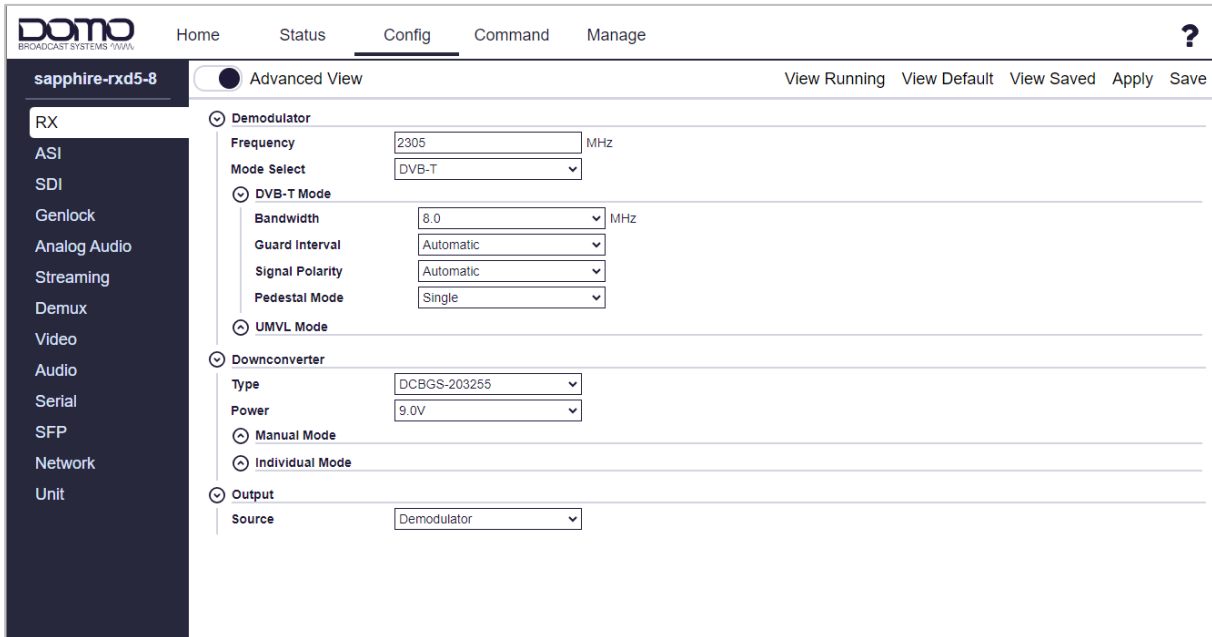 DOMO
BROADCAST SYSTEMS
Home Status Config Command Manage ?
sapphire-rxd5-8
Advanced View View Running View Default View Saved Apply Save
RX
ASI
SDI
Genlock
Analog Audio
Streaming
Demux
Video
Audio
Serial
SFP
Network
Unit
Demodulator
Frequency 2305 MHz
Mode Select DVB-T
DVB-T Mode
Bandwidth 8.0 MHz
Guard Interval Automatic
Signal Polarity Automatic
Pedestal Mode Single
UMVL Mode
Downconverter
Type DCBGS-203255
Power 9.0V
Manual Mode
Individual Mode
Output
Source Demodulator